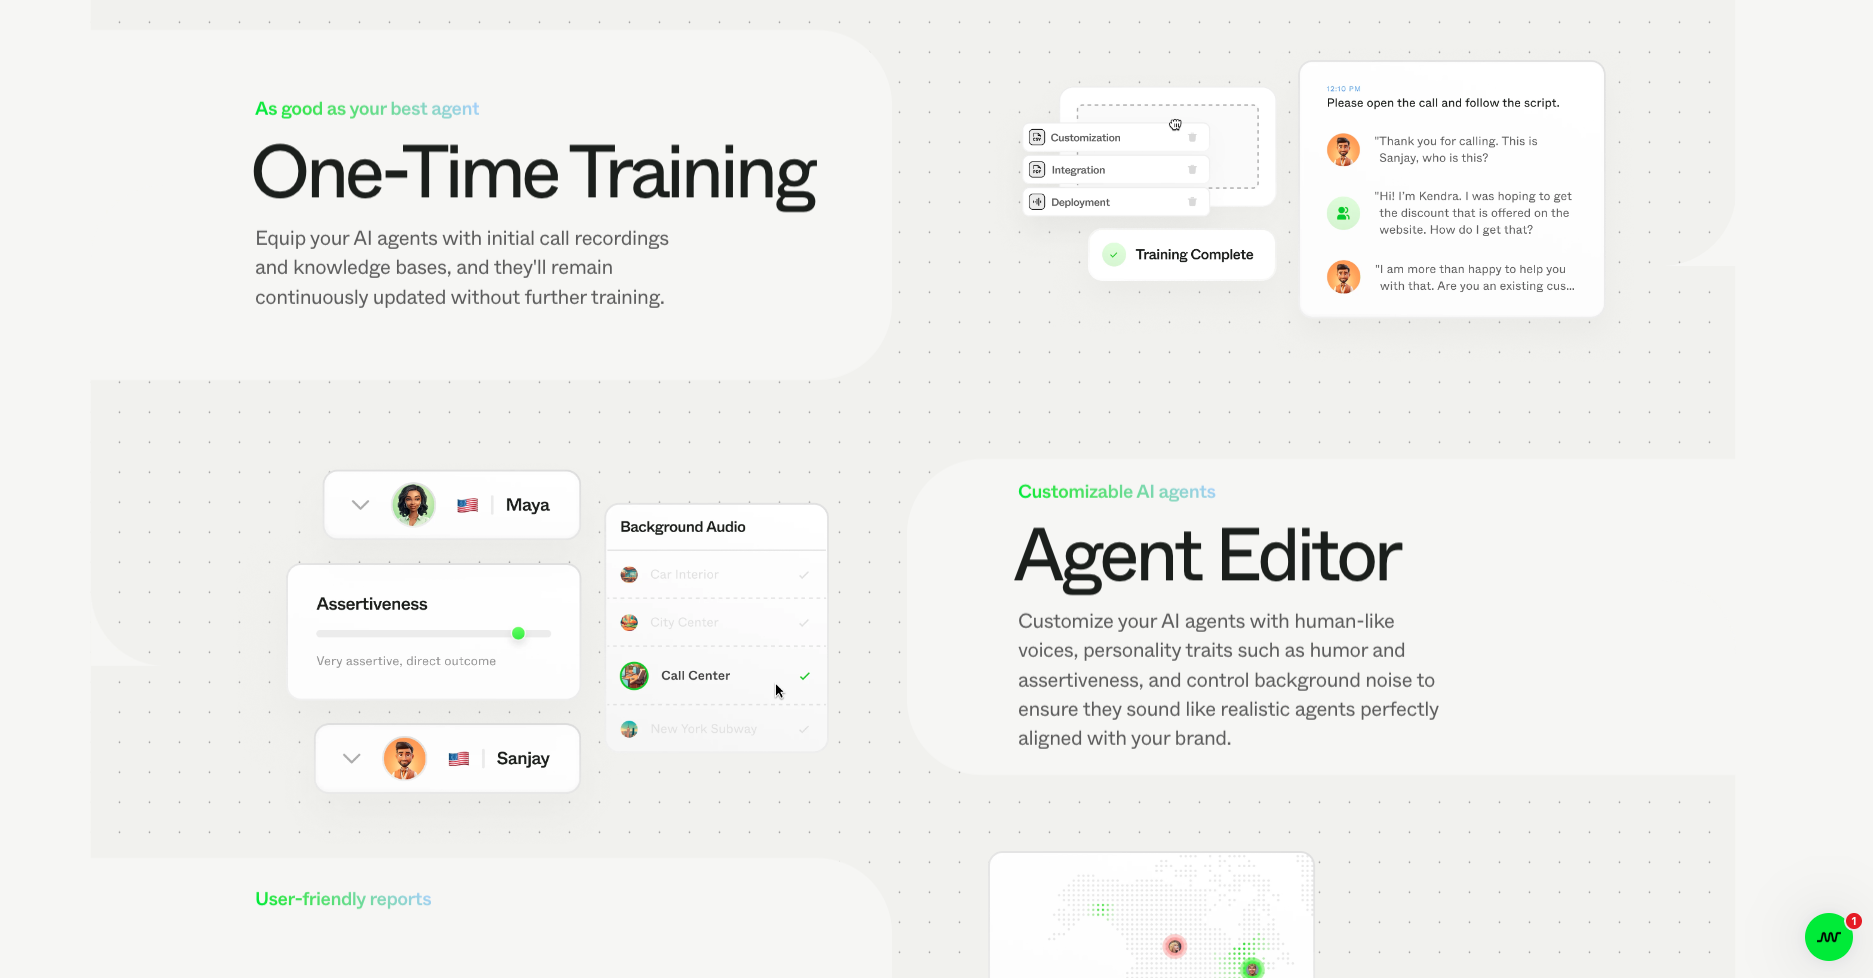 As good as your best agent
One-Time Training
Equip your AI agents with initial call recordings
and knowledge bases, and they'll remain
continuously updated without further training.
Customization
Integration
Deployment
Training Complete
12:10 PM
Please open the call and follow the script.
"Thank you for calling. This is
Sanjay, who is this?
"Hi! I'm Kendra. I was hoping to get
the discount that is offered on the
website. How do I get that?
"I am more than happy to help you
with that. Are you an existing cus...
Maya
Assertiveness
Very assertive, direct outcome
Sanjay
Background Audio
Car Interior
City Center
Call Center
New York Subway
Customizable AI agents
Agent Editor
Customize your AI agents with human-like
voices, personality traits such as humor and
assertiveness, and control background noise to
ensure they sound like realistic agents perfectly
aligned with your brand.
User-friendly reports
1